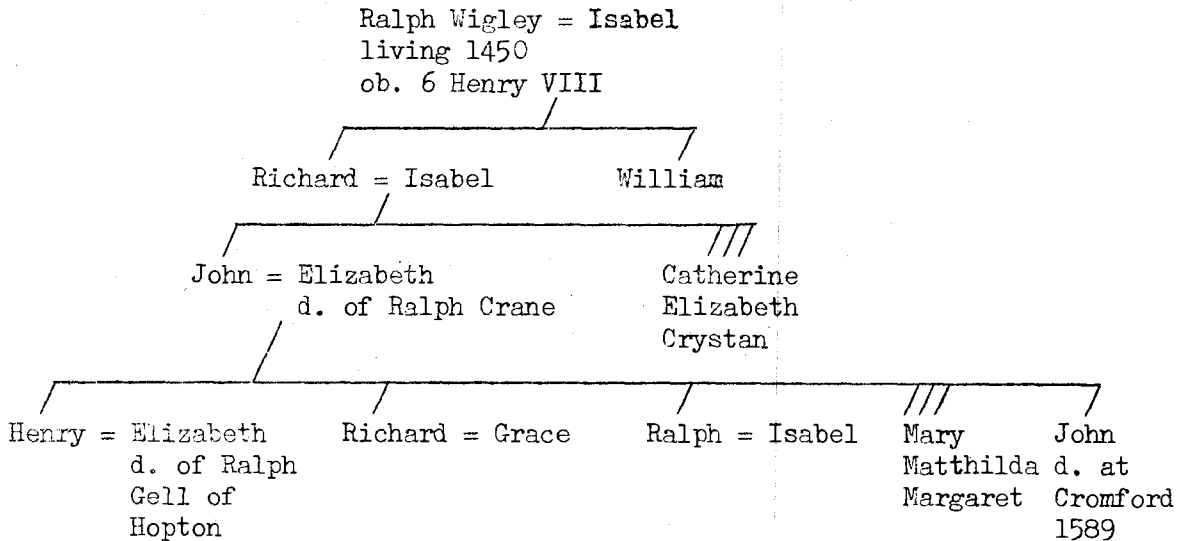 Ralph Wigley = Isabel
living 1450
ob. 6 Henry VIII
Richard = Isabel William
John = Elizabeth
d. of Ralph Crane
Catherine
Elizabeth
Crystan
Henry = Elizabeth
d. of Ralph
Gell of
Hopton
Richard = Grace
Ralph = Isabel
Mary
Matthilda
Margaret
John
d. at
Cromford
1589